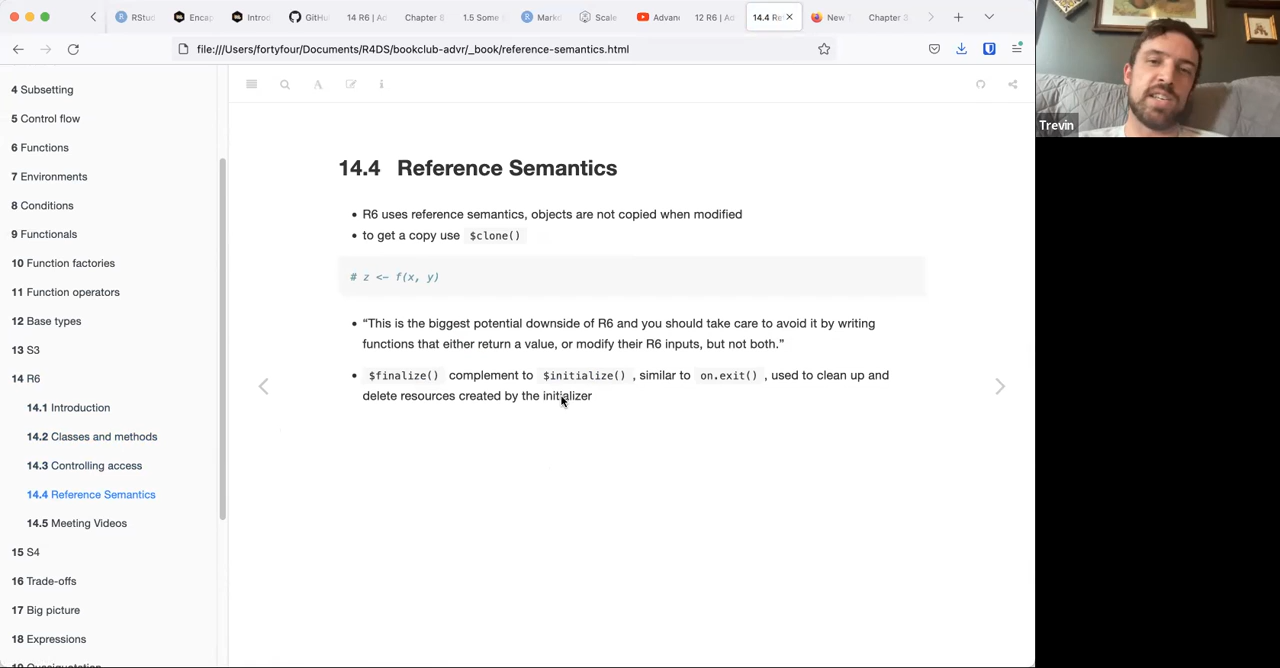 RStu
Encap
Introd
GitHu
14 R6 | Ad
Chapter 8
1.5 Some
Markd
Scale
Advan
12 R6 | Ad
14.4 Re
New T
Chapter 3
file:///Users/fortyfour/Documents/R4DS/bookclub-advr/_book/reference-semantics.html
4 Subsetting
5 Control flow
6 Functions
7 Environments
8 Conditions
9 Functionals
10 Function factories
11 Function operators
12 Base types
13 S3
14 R6
14.1 Introduction
14.2 Classes and methods
14.3 Controlling access
14.4 Reference Semantics
14.5 Meeting Videos
15 S4
16 Trade-offs
17 Big picture
18 Expressions
14.4 Reference Semantics
• R6 uses reference semantics, objects are not copied when modified
• to get a copy use $clone()
# z <- f(x, y)
• “This is the biggest potential downside of R6 and you should take care to avoid it by writing
functions that either return a value, or modify their R6 inputs, but not both.”
• $finalize() complement to $initialize() , similar to on.exit() , used to clean up and
delete resources created by the initializer
Trevin